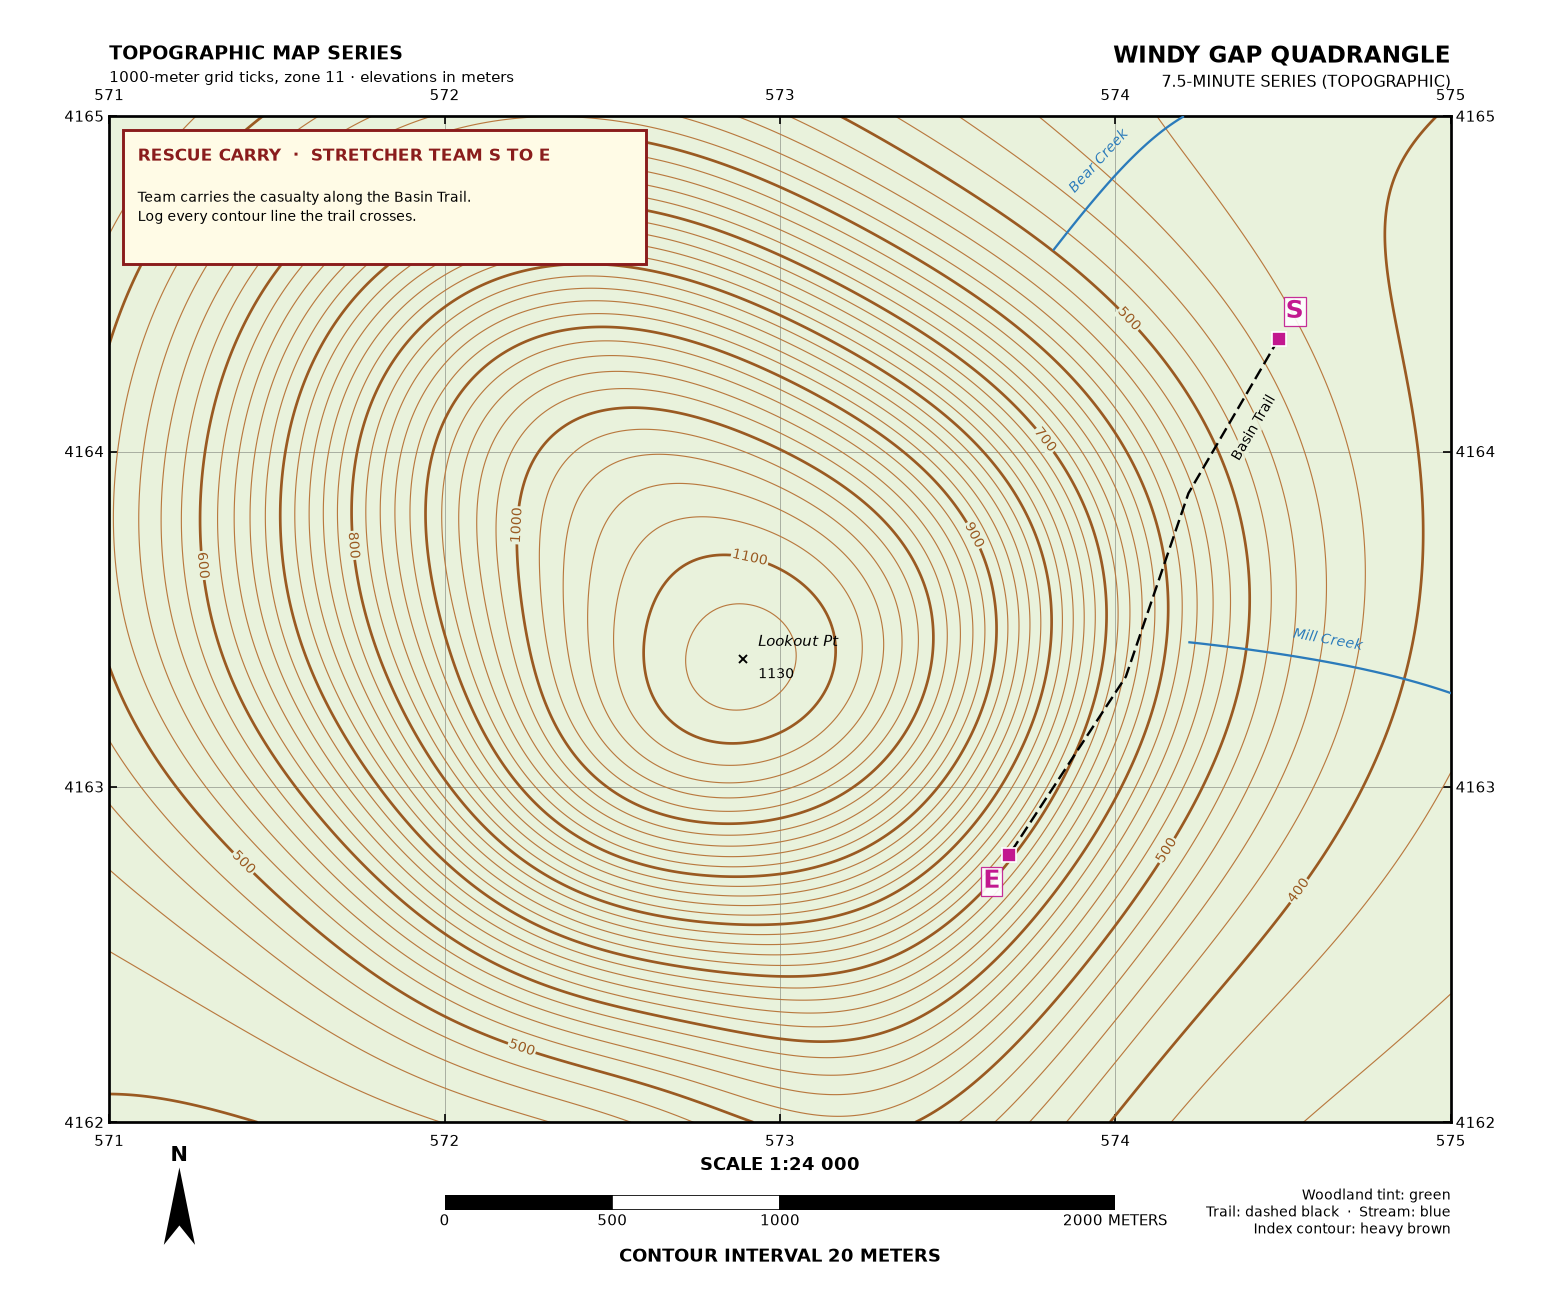 TOPOGRAPHIC MAP SERIES
1000-meter grid ticks, zone 11 · elevations in meters
WINDY GAP QUADRANGLE
7.5-MINUTE SERIES (TOPOGRAPHIC)
571 572 573 574 575
4165 4165
RESCUE CARRY · STRETCHER TEAM S TO E
Team carries the casualty along the Basin Trail.
Log every contour line the trail crosses.
Bear Creek
S
500
Basin Trail
700
4164 4164
1000
900
800
600
1100
Lookout Pt
1130
Mill Creek
4163 4163
500
500
E
400
500
4162 4162
571 572 573 574 575
N
SCALE 1:24 000
0 500 1000 2000 METERS
CONTOUR INTERVAL 20 METERS
Woodland tint: green
Trail: dashed black · Stream: blue
Index contour: heavy brown